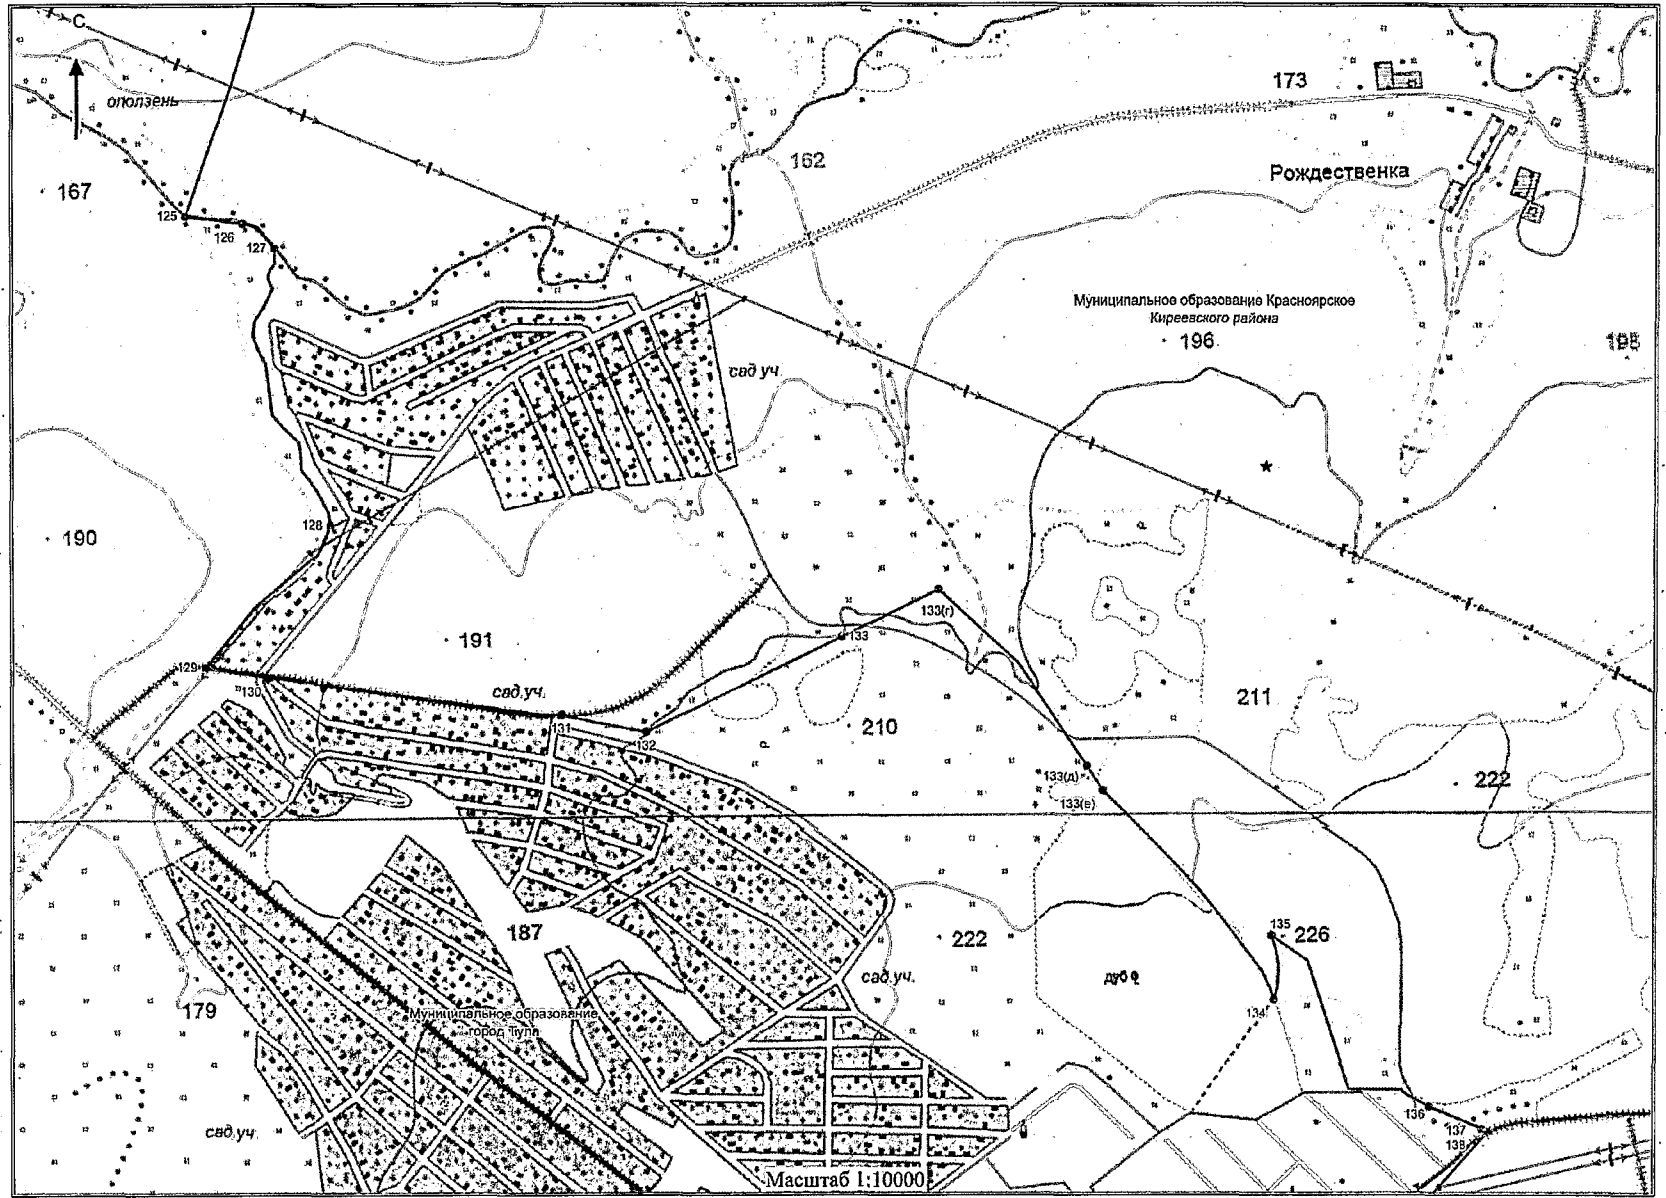 С
оползень
173
162
167
Рождественка
125
126
127
Муниципальное образование Красноярское
Киреевского района
196
195
сад уч.
128
190
133(г)
191
133
129
130
сад.уч.
211
131
132
210
133(д)
222
133(в)
187
222
135
226
сад.уч.
дуб
179
134
Муниципальное образование
город Тула
136
137
138
сад.уч.
Масштаб 1:10000